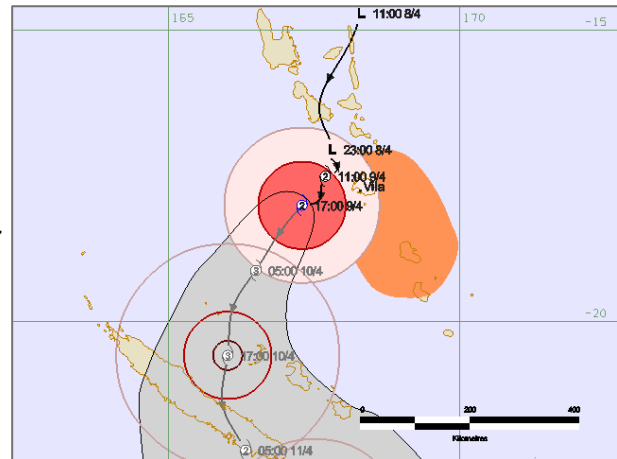 165
170
L 11:00 8/4
-15
L 23:00 8/4
2 11:00 9/4
Vila
2 17:00 9/4
3 05:00 10/4
-20
3 17:00 10/4
0 200 400
Kilometres
2 05:00 11/4